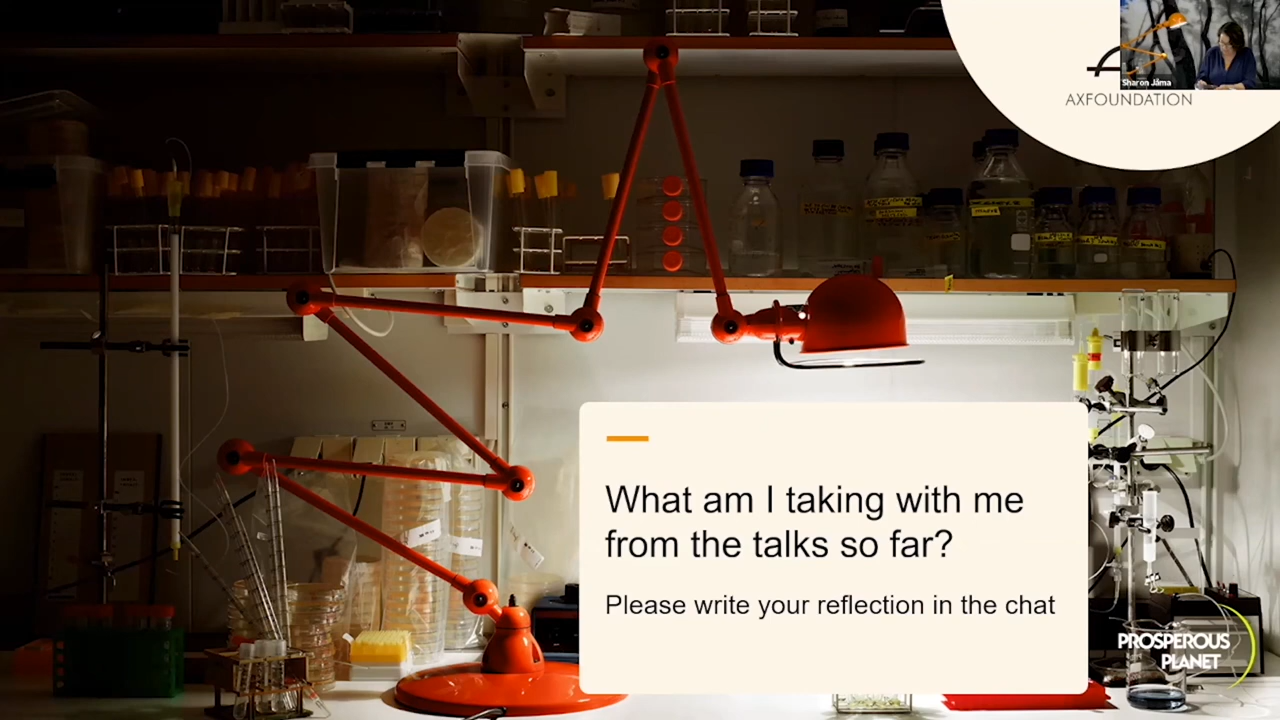 Sharon Jåma
AXFOUNDATION
What am I taking with me
from the talks so far?
Please write your reflection in the chat
PROSPEROUS
PLANET